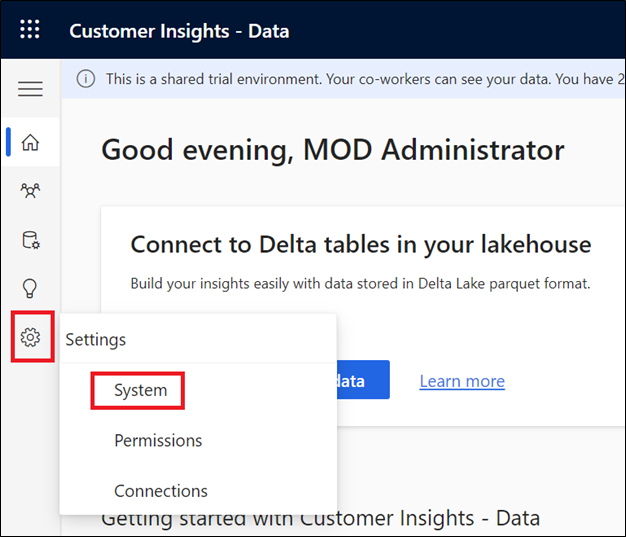 Customer Insights - Data
This is a shared trial environment. Your co-workers can see your data. You have 2
Good evening, MOD Administrator
Connect to Delta tables in your lakehouse
Build your insights easily with data stored in Delta Lake parquet format.
Settings
System
data
Learn more
Permissions
Connections
Getting started with Customer Insights - Data